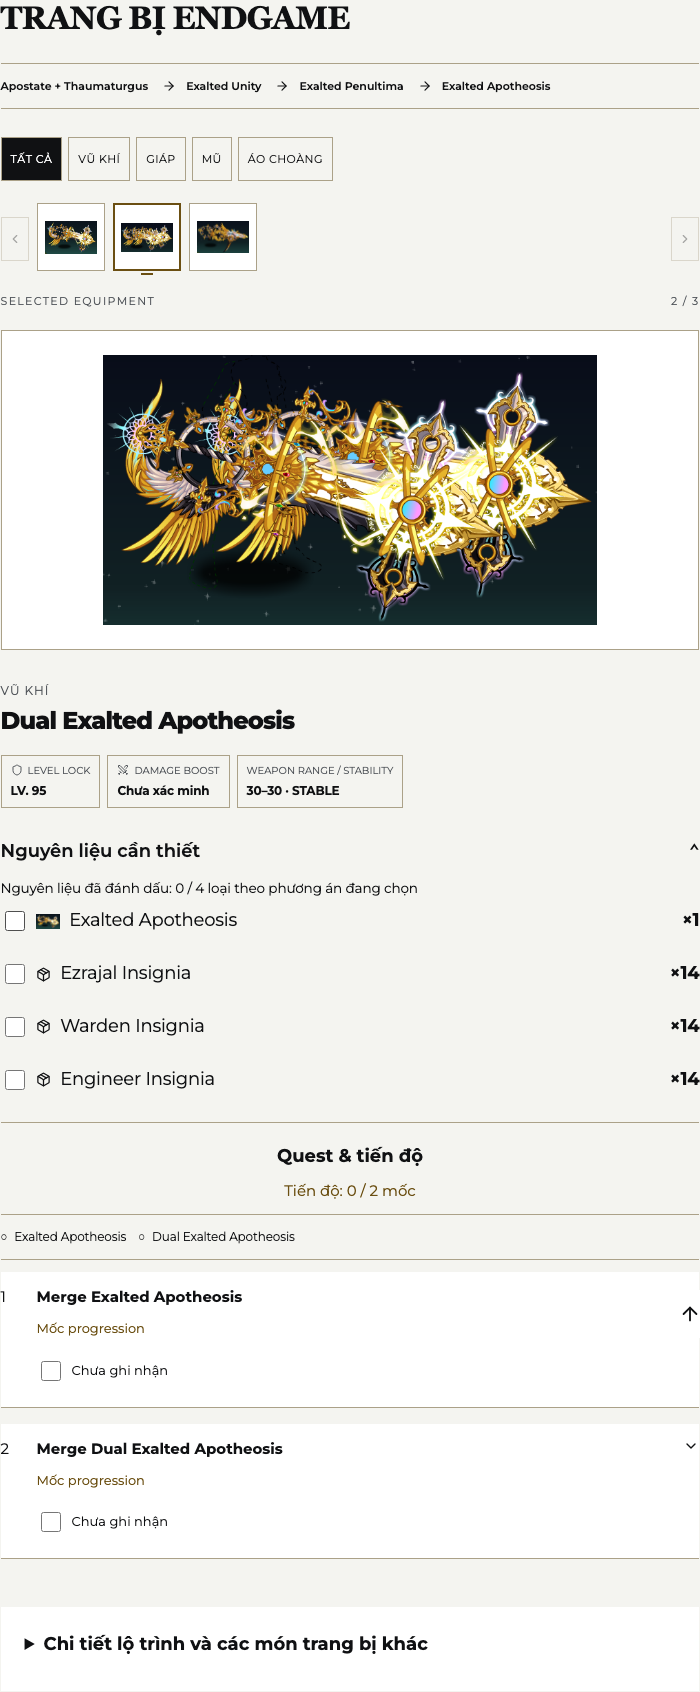 TRANG BỊ ENDGAME
Apostate + Thaumaturgus → Exalted Unity → Exalted Penultima → Exalted Apotheosis
TẤT CẢ VŨ KHÍ GIÁP MŨ ÁO CHOÀNG
SELECTED EQUIPMENT 2 / 3
VŨ KHÍ
Dual Exalted Apotheosis
LEVEL LOCK DAMAGE BOOST WEAPON RANGE / STABILITY
LV. 95 Chưa xác minh 30–30 · STABLE
Nguyên liệu cần thiết
Nguyên liệu đã đánh dấu: 0 / 4 loại theo phương án đang chọn
Exalted Apotheosis ×1
Ezrajal Insignia ×14
Warden Insignia ×14
Engineer Insignia ×14
Quest & tiến độ
Tiến độ: 0 / 2 mốc
○ Exalted Apotheosis ○ Dual Exalted Apotheosis
1 Merge Exalted Apotheosis
Mốc progression
Chưa ghi nhận
2 Merge Dual Exalted Apotheosis
Mốc progression
Chưa ghi nhận
▶ Chi tiết lộ trình và các món trang bị khác